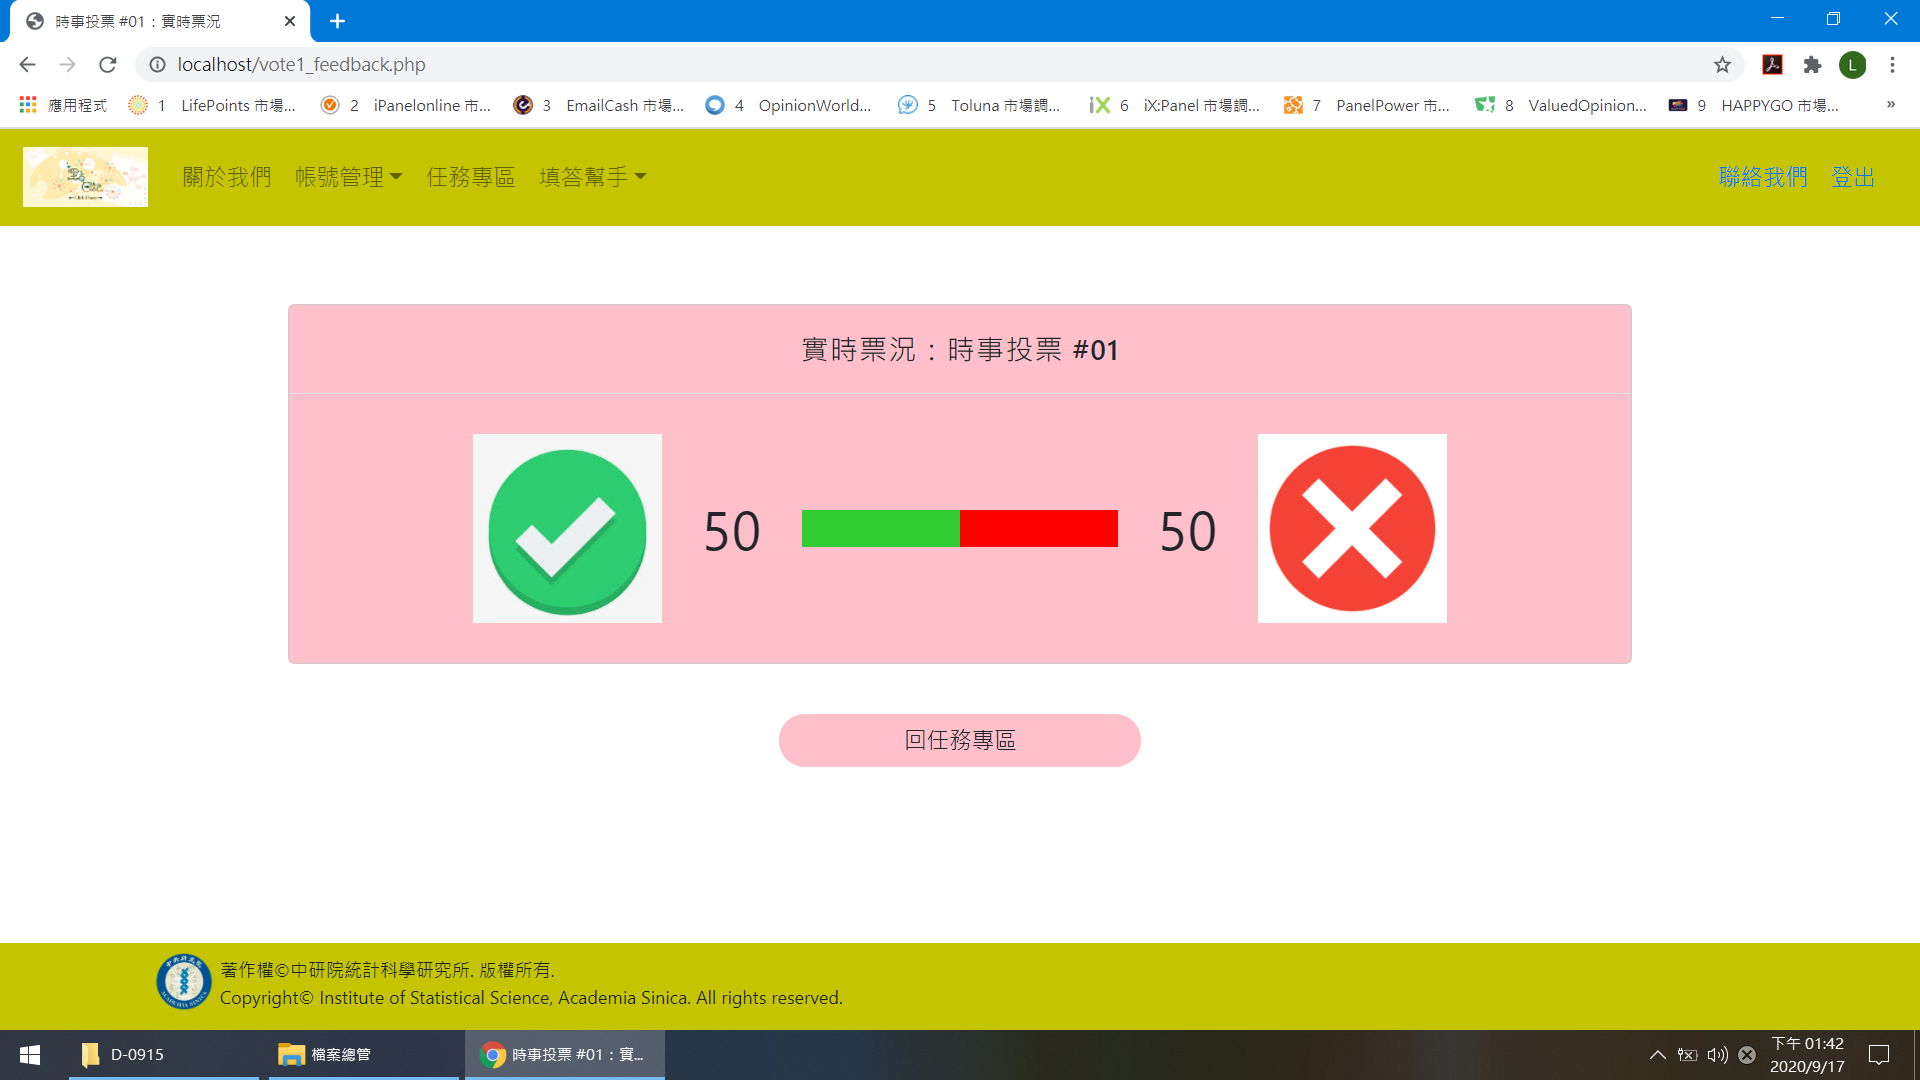 時事投票 #01：實時票況
localhost/vote1_feedback.php
L
應用程式
1 LifePoints 市場...
2 iPanelonline 市...
3 EmailCash 市場...
4 OpinionWorld...
5 Toluna 市場調...
6 iX:Panel 市場調...
7 PanelPower 市...
8 ValuedOpinion...
9 HAPPYGO 市場...
»
關於我們
帳號管理
任務專區
填答幫手
聯絡我們
登出
實時票況：時事投票 #01
50
50
回任務專區
著作權©中研院統計科學研究所. 版權所有.
Copyright© Institute of Statistical Science, Academia Sinica. All rights reserved.
D-0915
檔案總管
時事投票 #01：實...
下午 01:42
2020/9/17